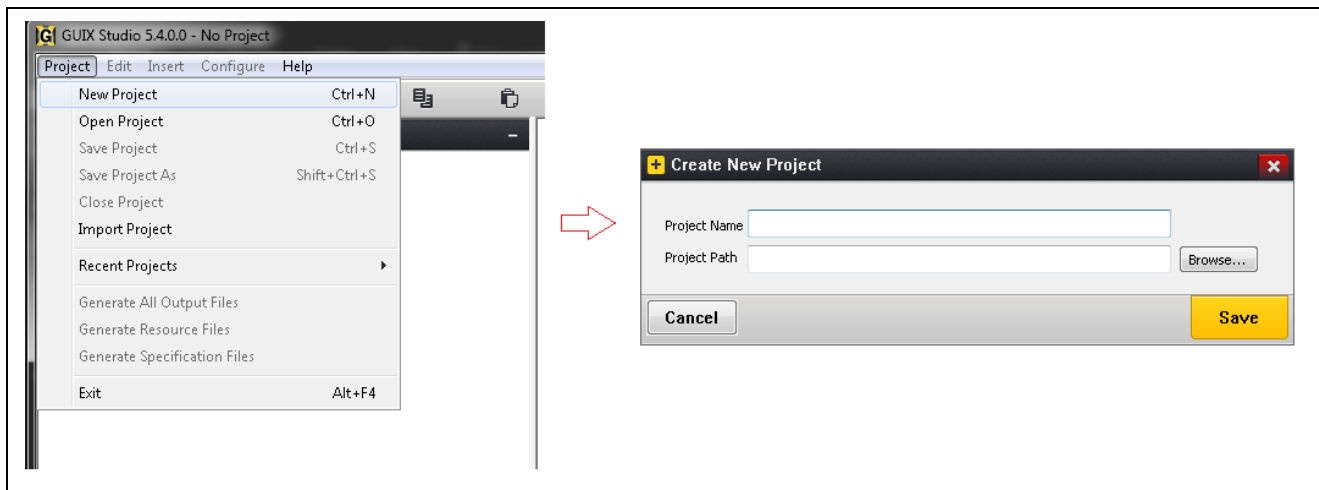 GUIX Studio 5.4.0.0 - No Project
Project Edit Insert Configure Help
New Project Ctrl+N
Open Project Ctrl+O
Save Project Ctrl+S
Save Project As Shift+Ctrl+S
Close Project
Import Project
Recent Projects
Generate All Output Files
Generate Resource Files
Generate Specification Files
Exit Alt+F4
Create New Project
Project Name
Project Path Browse...
Cancel Save